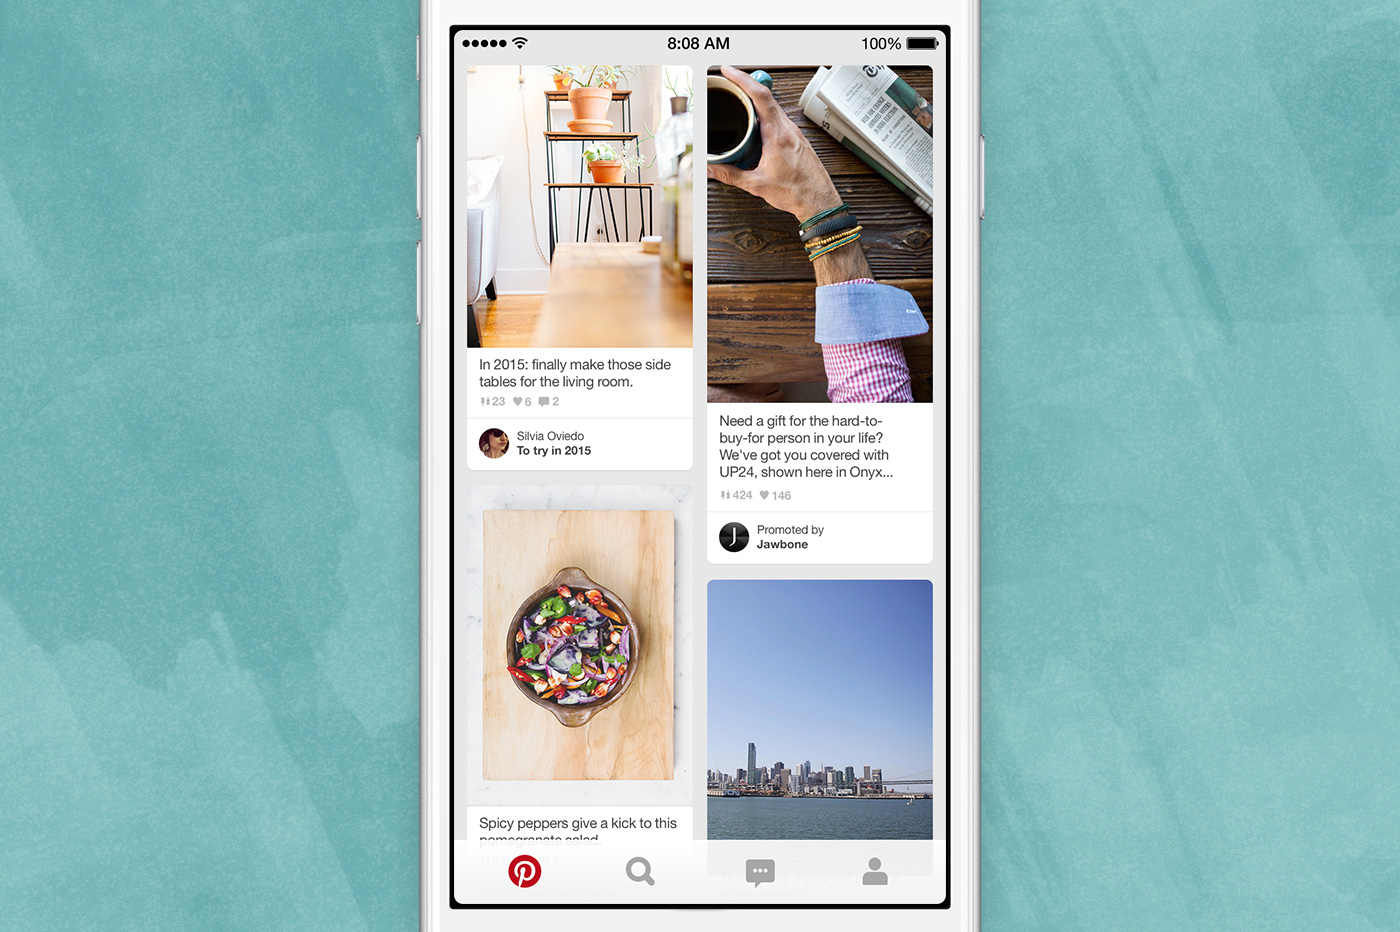 8:08 AM
100%
In 2015: finally make those side
tables for the living room.
23 6 2
Silvia Oviedo
To try in 2015
Need a gift for the hard-to-
buy-for person in your life?
We've got you covered with
UP24, shown here in Onyx...
424 146
J
Promoted by
Jawbone
Spicy peppers give a kick to this
pomegranate salad.